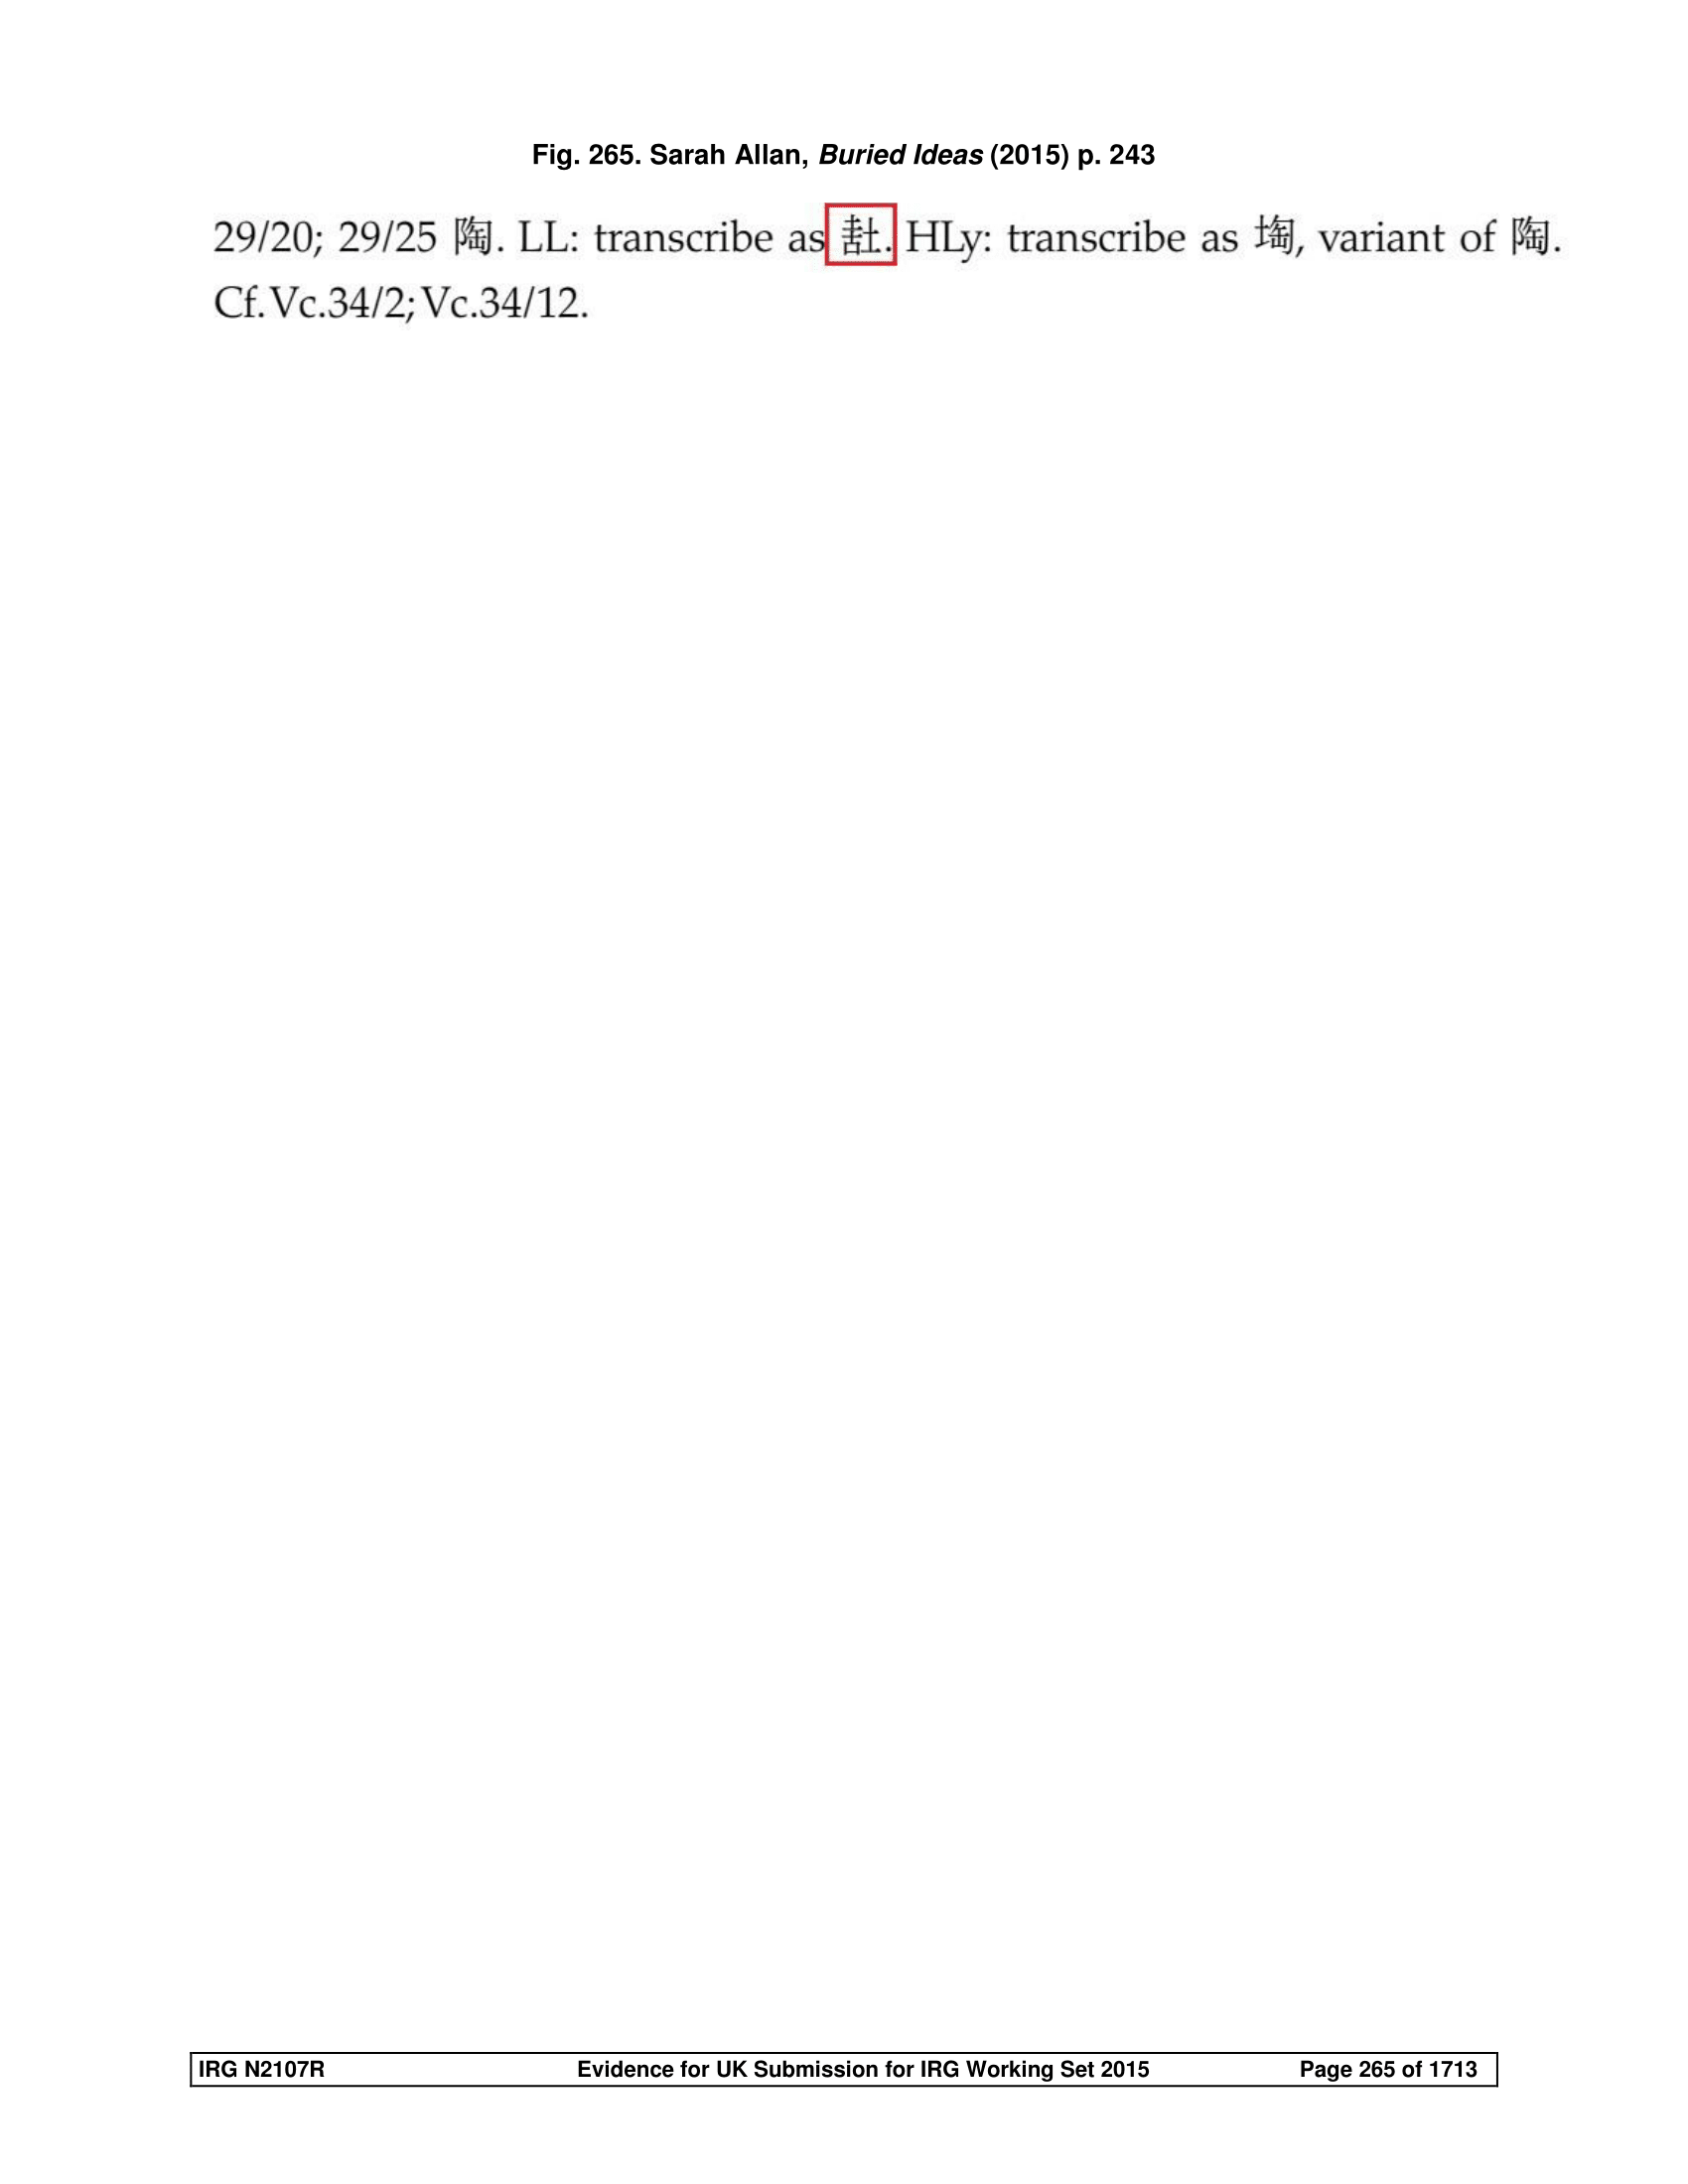 Fig. 265. Sarah Allan, Buried Ideas (2015) p. 243
29/20; 29/25 陶. LL: transcribe as . HLy: transcribe as 㙡, variant of 陶.
Cf. Vc.34/2; Vc.34/12.
IRG N2107R Evidence for UK Submission for IRG Working Set 2015 Page 265 of 1713